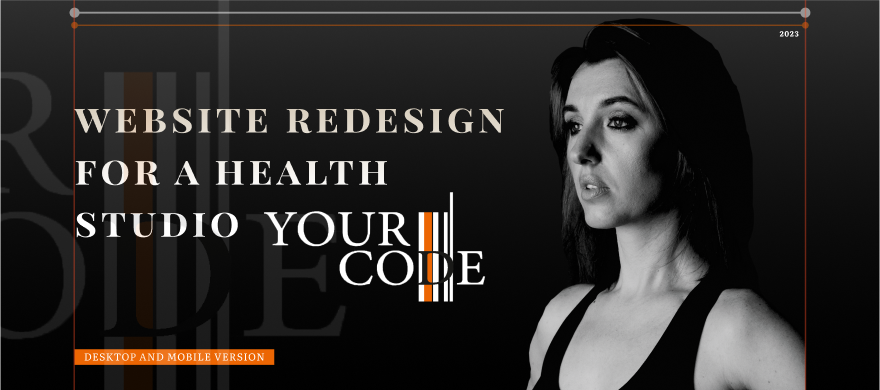 2023
WEBSITE REDESIGN
FOR A HEALTH
STUDIO YOUR
CODE
DESKTOP AND MOBILE VERSION